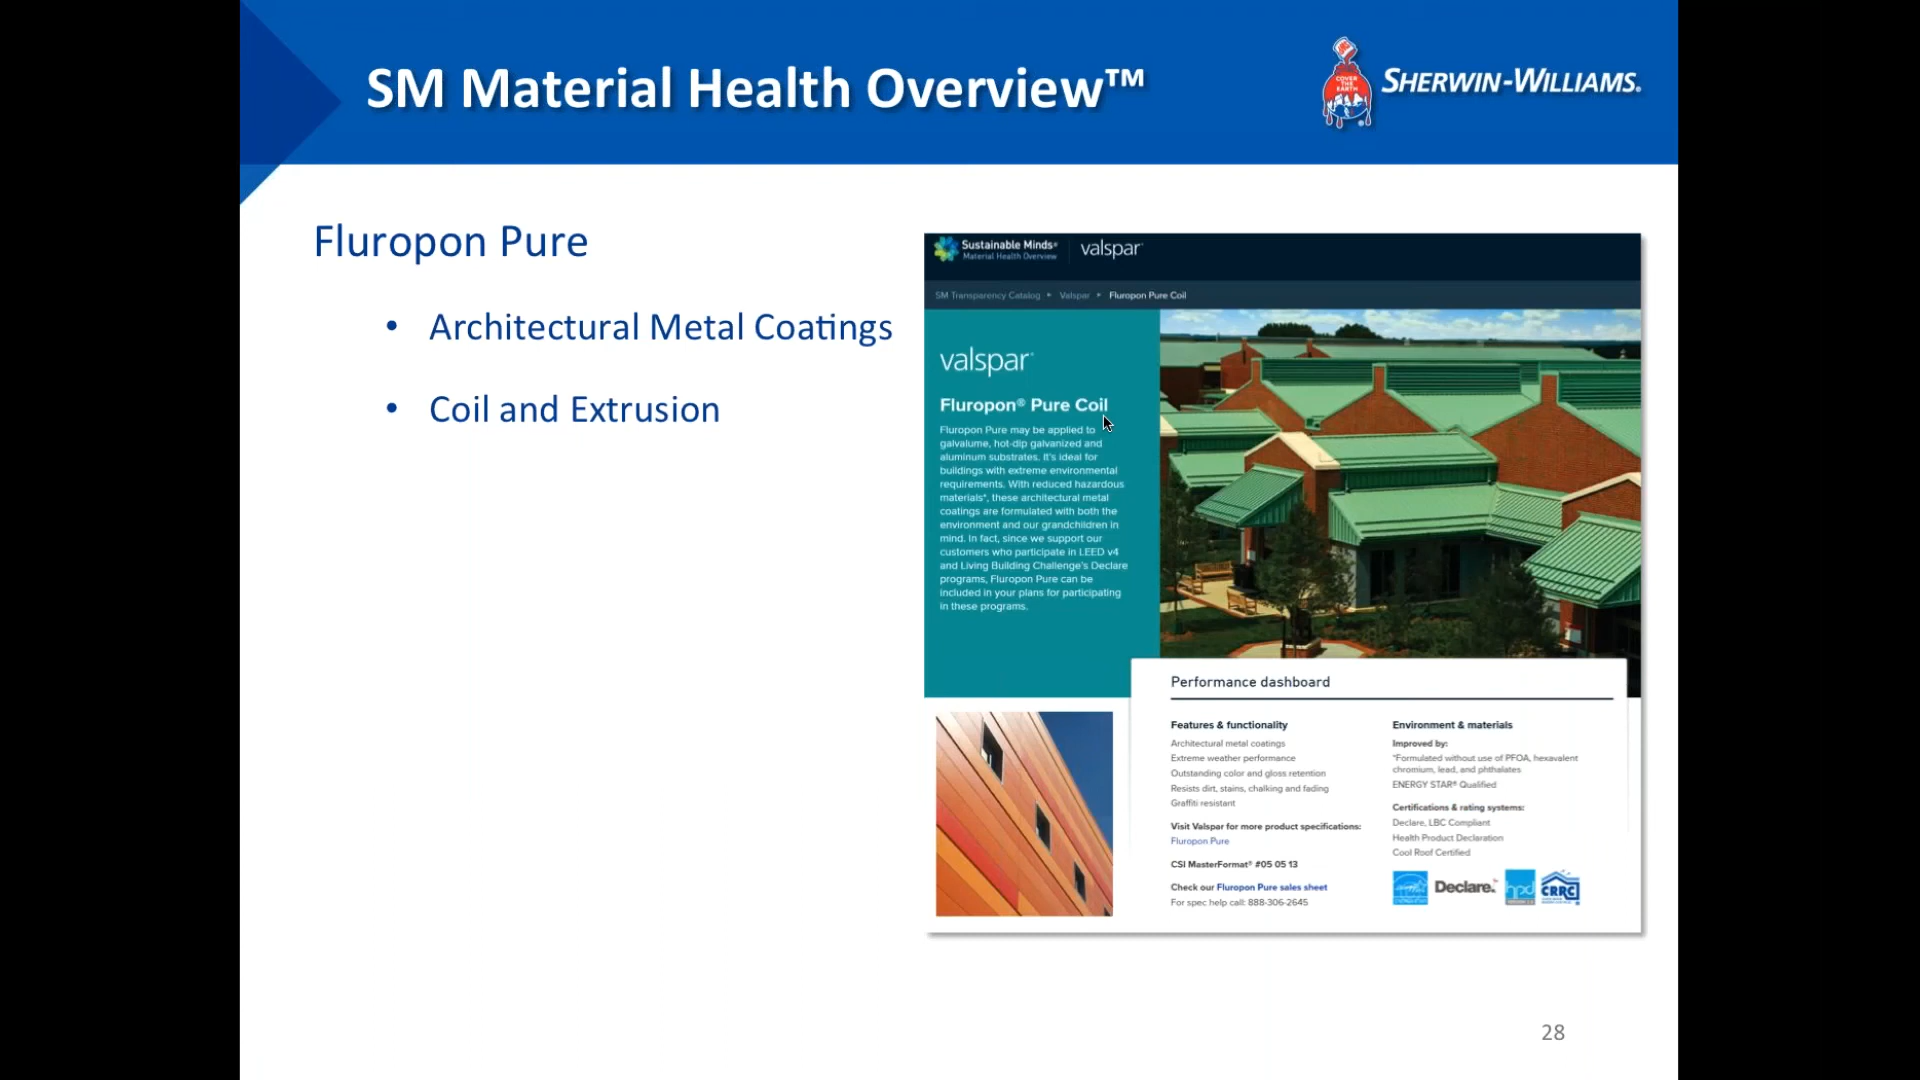 SM Material Health Overview™
COVER
THE
EARTH
SHERWIN-WILLIAMS.
Fluropon Pure
• Architectural Metal Coatings
• Coil and Extrusion
Sustainable Minds®
Material Health Overview
valspar
SM Transparency Catalog ▸ Valspar ▸ Fluropon Pure Coil
valspar
Fluropon® Pure Coil
Fluropon Pure may be applied to
galvalume, hot-dip galvanized and
aluminum substrates. It's ideal for
buildings with extreme environmental
requirements. With reduced hazardous
materials*, these architectural metal
coatings are formulated with both the
environment and our grandchildren in
mind. In fact, since we support our
customers who participate in LEED v4
and Living Building Challenge's Declare
programs, Fluropon Pure can be
included in your plans for participating
in these programs.
Performance dashboard
Features & functionality
Architectural metal coatings
Extreme weather performance
Outstanding color and gloss retention
Resists dirt, stains, chalking and fading
Graffiti resistant
Visit Valspar for more product specifications:
Fluropon Pure
CSI MasterFormat® #05 05 13
Check our Fluropon Pure sales sheet
For spec help call: 888-306-2645
Environment & materials
Improved by:
*Formulated without use of PFOA, hexavalent
chromium, lead, and phthalates
ENERGY STAR® Qualified
Certifications & rating systems:
Declare, LBC Compliant
Health Product Declaration
Cool Roof Certified
Declare.
hpd
CRRC
28